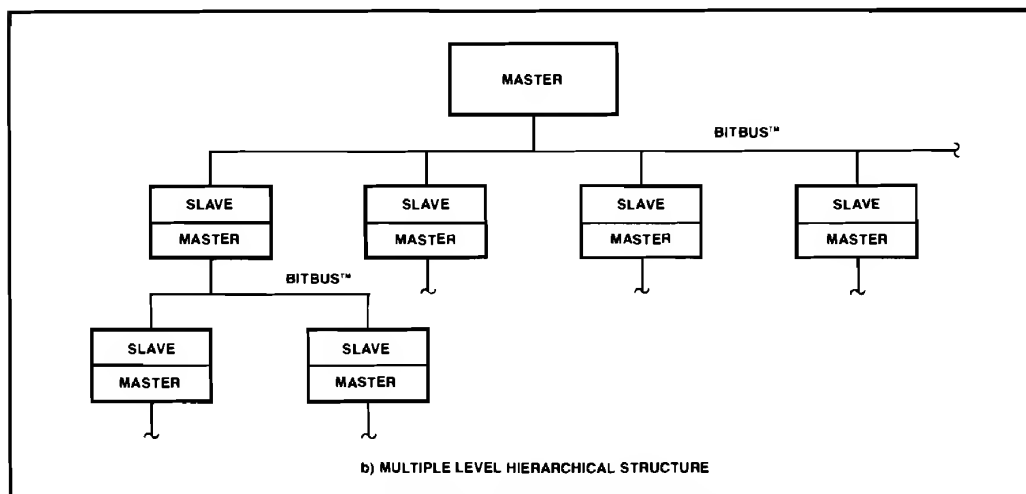 MASTER
BITBUS™
SLAVE SLAVE SLAVE SLAVE
MASTER MASTER MASTER MASTER
BITBUS™
SLAVE SLAVE
MASTER MASTER
b) MULTIPLE LEVEL HIERARCHICAL STRUCTURE